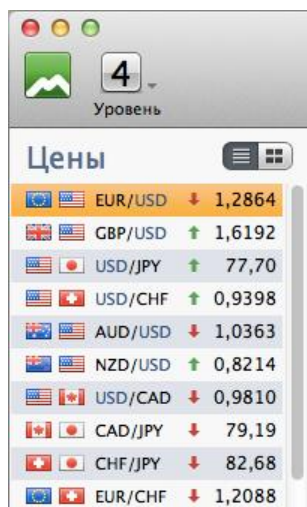 4
Уровень
Цены
EUR/USD 1,2864
GBP/USD 1,6192
USD/JPY 77,70
USD/CHF 0,9398
AUD/USD 1,0363
NZD/USD 0,8214
USD/CAD 0,9810
CAD/JPY 79,19
CHF/JPY 82,68
EUR/CHF 1,2088